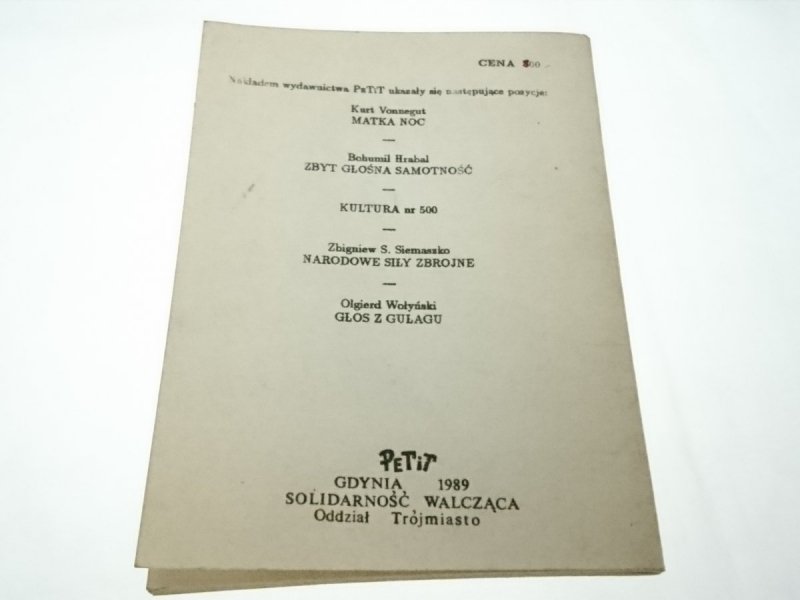 CENA 800.-
Nakładem wydawnictwa PeTiT ukazały się następujące pozycje:
Kurt Vonnegut
MATKA NOC
—
Bohumil Hrabal
ZBYT GŁOŚNA SAMOTNOŚĆ
—
KULTURA nr 500
—
Zbigniew S. Siemaszko
NARODOWE SIŁY ZBROJNE
—
Olgierd Wołyński
GŁOS Z GUŁAGU
PETiT
GDYNIA 1989
SOLIDARNOŚĆ WALCZĄCA
Oddział Trójmiasto